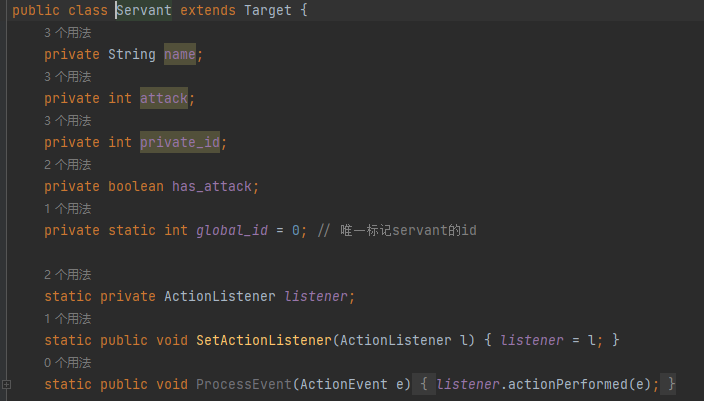 public class Servant extends Target {
3 个用法
private String name;
3 个用法
private int attack;
3 个用法
private int private_id;
2 个用法
private boolean has_attack;
1 个用法
private static int global_id = 0; // 唯一标记servant的id
2 个用法
static private ActionListener listener;
1 个用法
static public void SetActionListener(ActionListener l) { listener = l; }
0 个用法
static public void ProcessEvent(ActionEvent e) { listener.actionPerformed(e); }